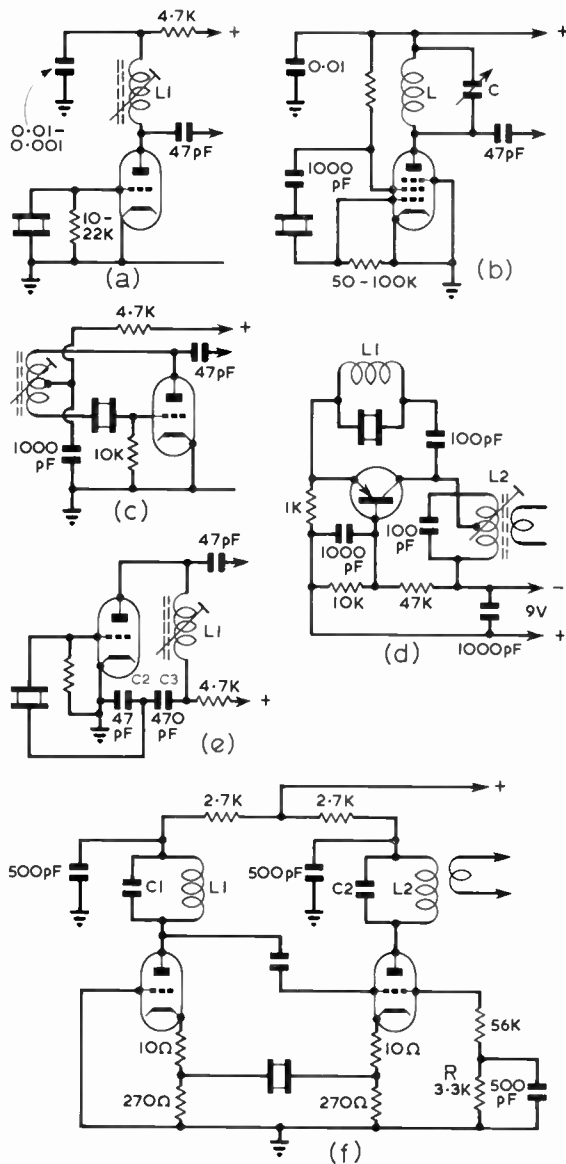 4·7K
+
L1
0·01–
0·001
47pF
10–
22K
(a)
+
0·01
L
C
1000
pF
47pF
50–100K
(b)
4·7K
+
47pF
1000
pF
10K
(c)
L1
100pF
L2
1K
100
pF
1000
pF
10K
47K
–
9V
+
1000pF
(d)
47pF
L1
C2
C3
4·7K
+
47
pF
470
pF
(e)
+
2·7K
2·7K
500pF
C1
L1
500pF
C2
L2
10Ω
10Ω
56K
270Ω
270Ω
R
3·3K
500
pF
(f)